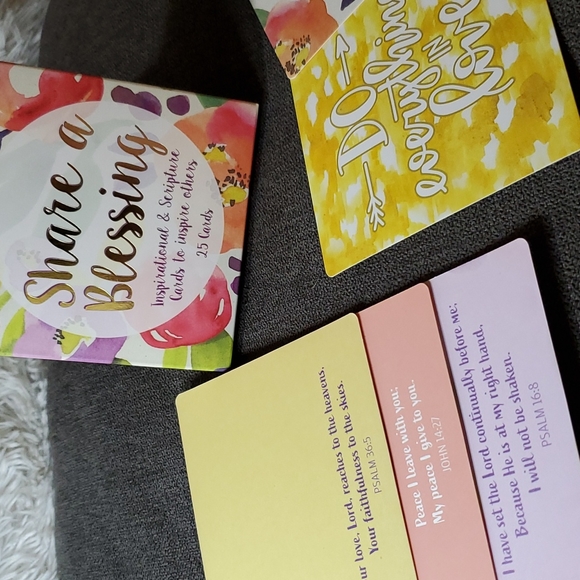 Share a
Blessing
Inspirational & Scripture
Cards to inspire others
25 Cards
DO
IN
love
ur love, Lord, reaches to the heavens,
Your faithfulness to the skies.
PSALM 36:5
Peace I leave with you;
My peace I give to you.
JOHN 14:27
I have set the Lord continually before me;
Because He is at my right hand,
I will not be shaken.
PSALM 16:8